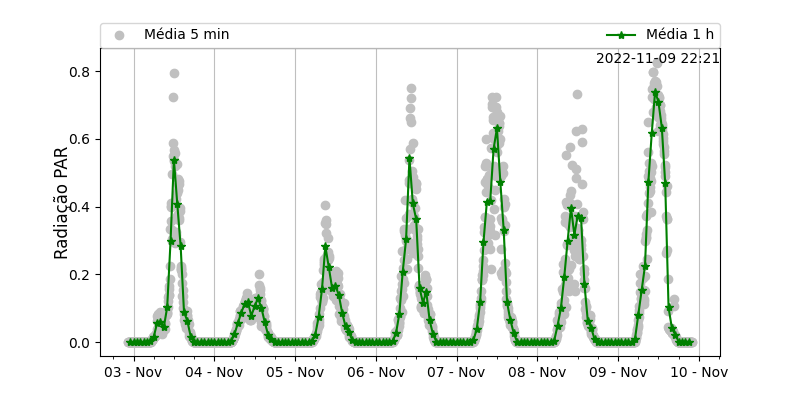 Média 5 min
Média 1 h
2022-11-09 22:21
Radiação PAR
0.8
0.6
0.4
0.2
0.0
03 - Nov
04 - Nov
05 - Nov
06 - Nov
07 - Nov
08 - Nov
09 - Nov
10 - Nov